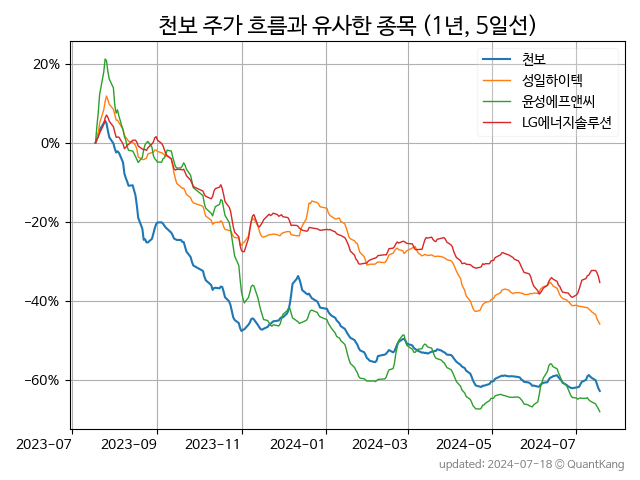 천보 주가 흐름과 유사한 종목 (1년, 5일선)
천보
성일하이텍
윤성에프앤씨
LG에너지솔루션
20%
0%
−20%
−40%
−60%
2023-07 2023-09 2023-11 2024-01 2024-03 2024-05 2024-07
updated: 2024-07-18 © QuantKang